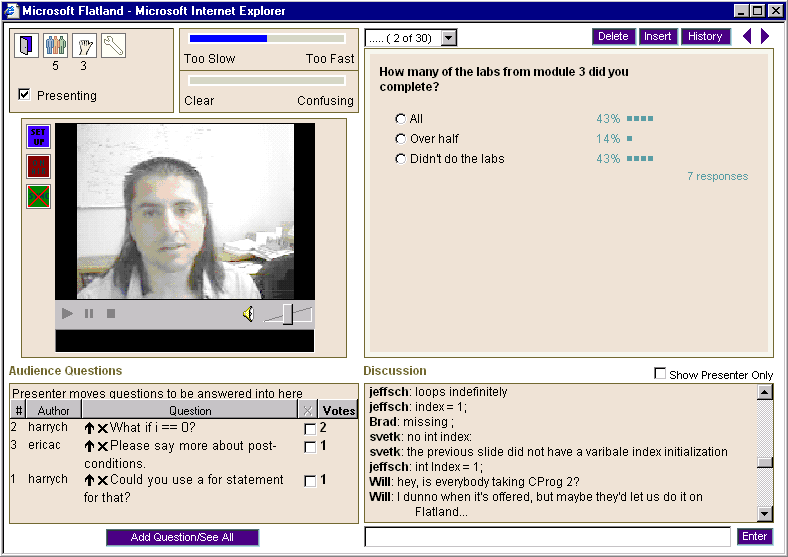 Microsoft Flatland - Microsoft Internet Explorer
5
3
Presenting
Too Slow
Too Fast
Clear
Confusing
..... ( 2 of 30)
Delete
Insert
History
How many of the labs from module 3 did you
complete?
All
43%
Over half
14%
Didn't do the labs
43%
7 responses
SET
UP
Audience Questions
Presenter moves questions to be answered into here
#
Author
Question
X
Votes
2
harrych
What if i == 0?
2
3
ericac
Please say more about post-
conditions.
1
1
harrych
Could you use a for statement
for that?
1
Add Question/See All
Discussion
Show Presenter Only
jeffsch: loops indefinitely
jeffsch: index = 1;
Brad: missing ;
svetk: no int index:
svetk: the previous slide did not have a varibale index initialization
jeffsch: int Index = 1;
Will: hey, is everybody taking CProg 2?
Will: I dunno when it's offered, but maybe they'd let us do it on
Flatland...
Enter